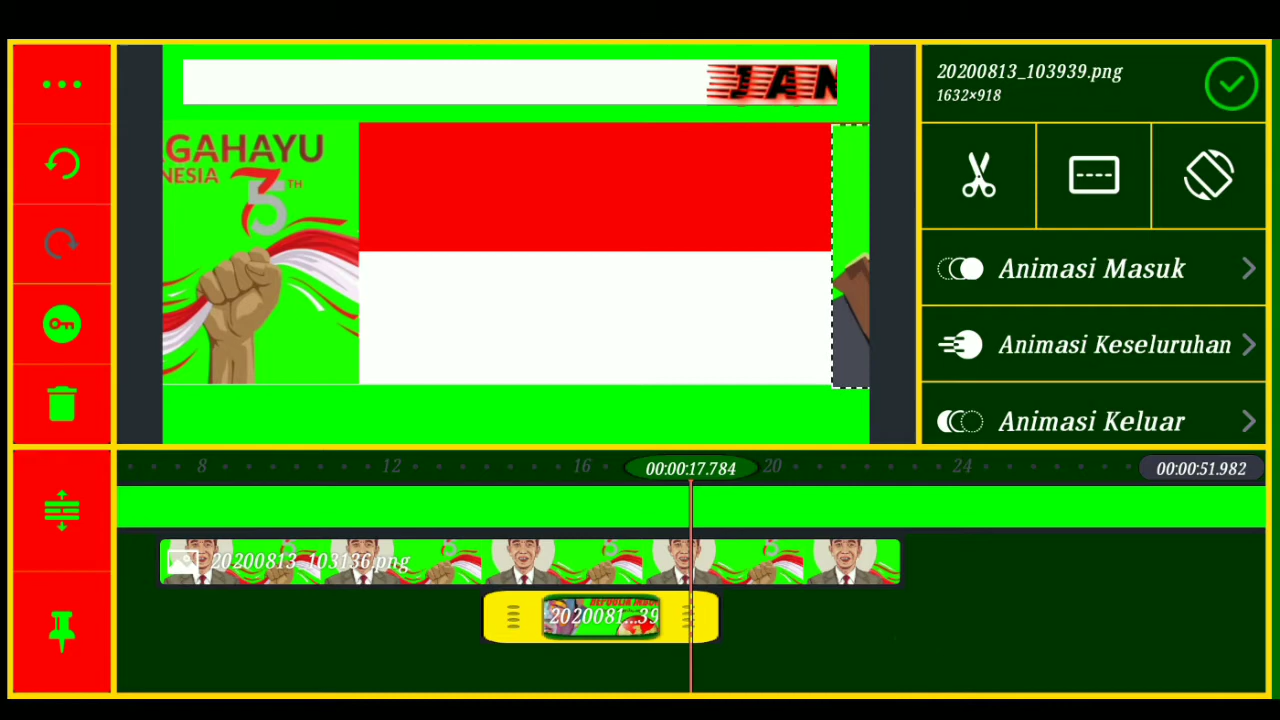 JAN
GAHAYU
NESIA
75TH
20200813_103939.png
1632×918
Animasi Masuk
Animasi Keseluruhan
Animasi Keluar
8
12
16
00:00:17.784
20
24
00:00:51.982
20200813_103136.png
2020081...39